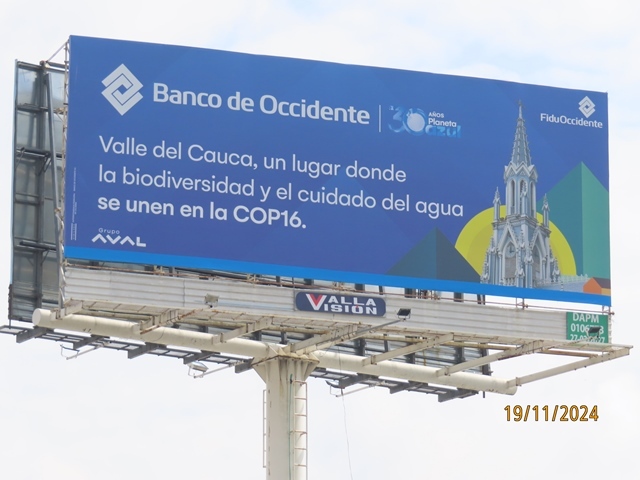 Banco de Occidente
30 AÑOS
Planeta
azul
FiduOccidente
Valle del Cauca, un lugar donde
la biodiversidad y el cuidado del agua
se unen en la COP16.
Grupo
AVAL
VALLA
VISION
DAPM
19/11/2024